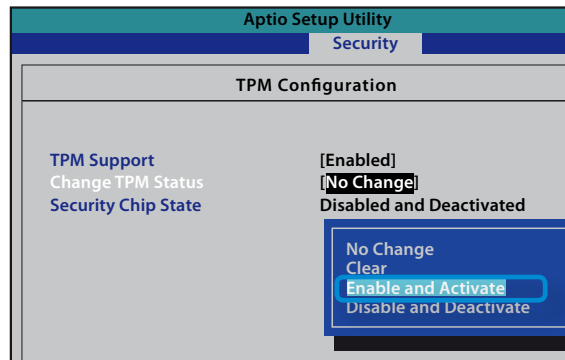 Aptio Setup Utility
Security
TPM Configuration
TPM Support [Enabled]
Change TPM Status [No Change]
Security Chip State Disabled and Deactivated
No Change
Clear
Enable and Activate
Disable and Deactivate